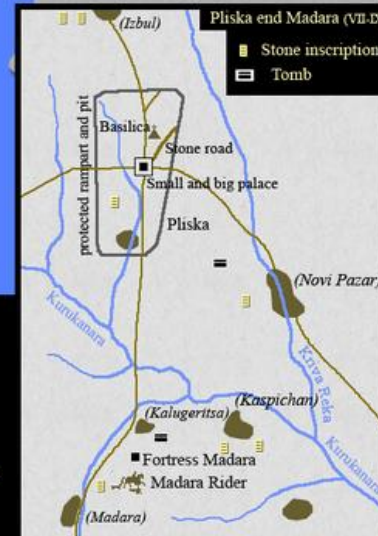 (Izbul)
Pliska end Madara (VII-
Stone inscription
Tomb
protected rampart and pit
Basilica
Stone road
Small and big palace
Pliska
(Novi Pazar)
Kurukanara
Kriva Reka
(Kaspichan)
(Kalugeritsa)
Kurukanara
Fortress Madara
Madara Rider
(Madara)